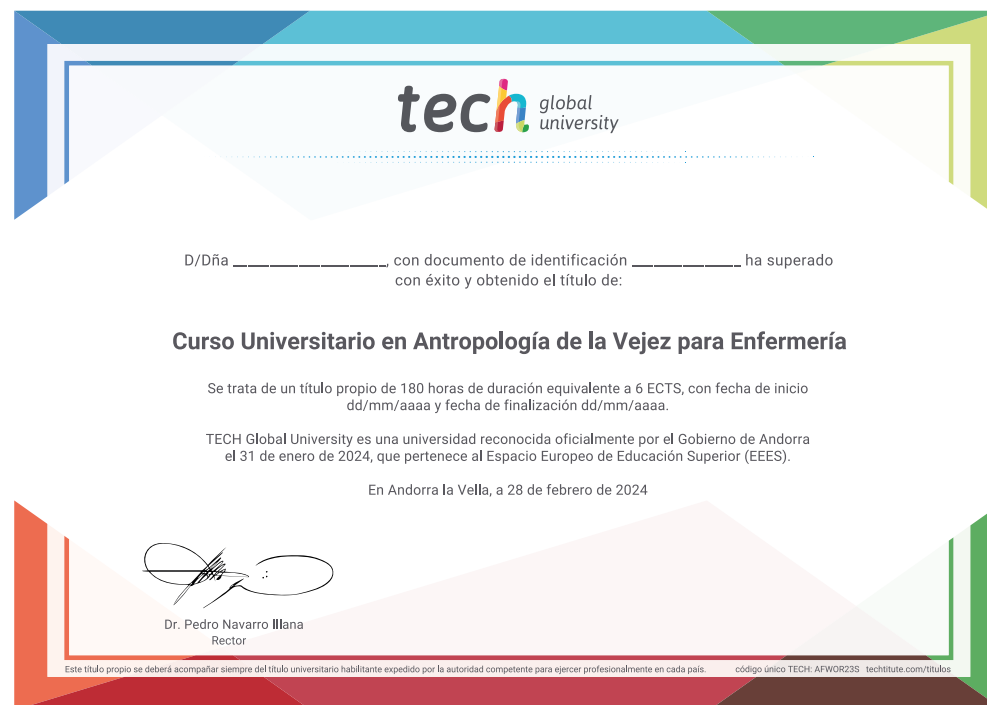 tech global university
D/Dña ______________, con documento de identificación __________ ha superado
con éxito y obtenido el título de:
Curso Universitario en Antropología de la Vejez para Enfermería
Se trata de un título propio de 180 horas de duración equivalente a 6 ECTS, con fecha de inicio
dd/mm/aaaa y fecha de finalización dd/mm/aaaa.
TECH Global University es una universidad reconocida oficialmente por el Gobierno de Andorra
el 31 de enero de 2024, que pertenece al Espacio Europeo de Educación Superior (EEES).
En Andorra la Vella, a 28 de febrero de 2024
Dr. Pedro Navarro Illana
Rector
Este título propio se deberá acompañar siempre del título universitario habilitante expedido por la autoridad competente para ejercer profesionalmente en cada país. código único TECH: AFWOR23S techtitute.com/titulos